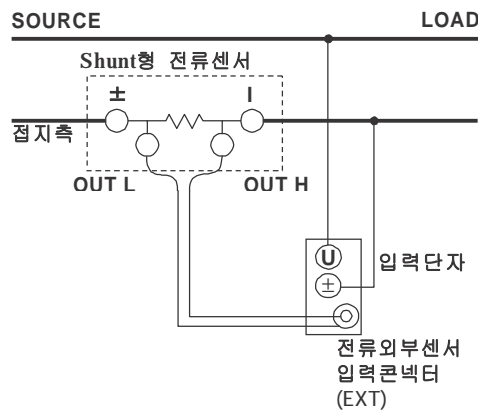 SOURCE
LOAD
Shunt형 전류센서
±
I
접지측
OUT L
OUT H
U
입력단자
±
전류외부센서
입력콘넥터
(EXT)